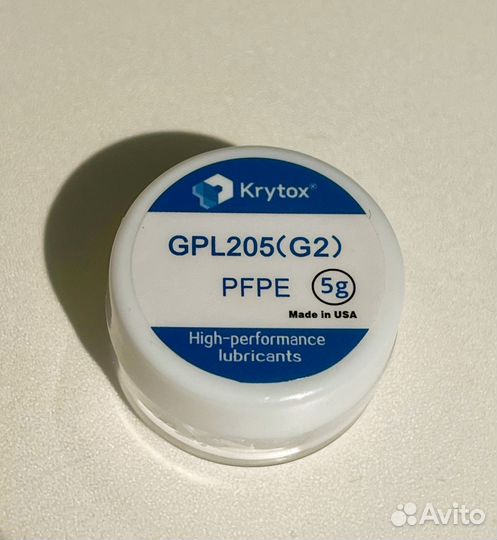 Krytox®
GPL205(G2)
PFPE 5g
Made in USA
High-performance
lubricants
Avito